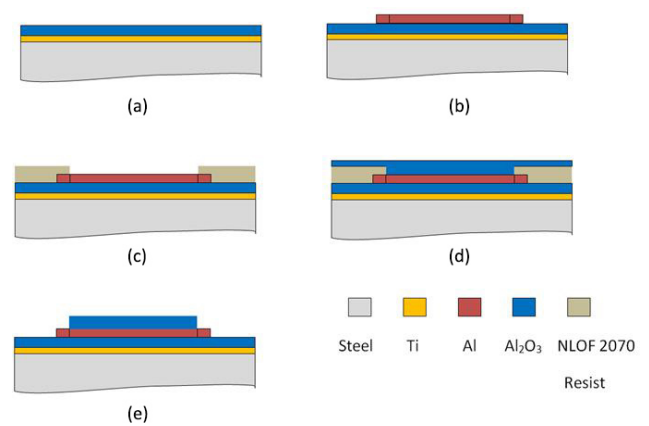 (a)
(b)
(c)
(d)
(e)
Steel Ti Al Al₂O₃ NLOF 2070
Resist